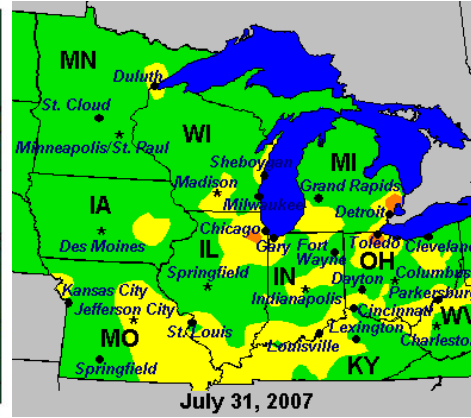 MN
Duluth
St. Cloud
WI
Minneapolis/St. Paul
Sheboygan
MI
Madison
Grand Rapids
IA
Milwaukee
Detroit
Chicago
Des Moines
Gary Fort Wayne
Toledo
Cleveland
IL
OH
Springfield
IN
Columbus
Kansas City
Dayton
Parkersburg
Indianapolis
Jefferson City
Cincinnati
WV
St. Louis
Lexington
Charleston
MO
Louisville
Springfield
KY
July 31, 2007